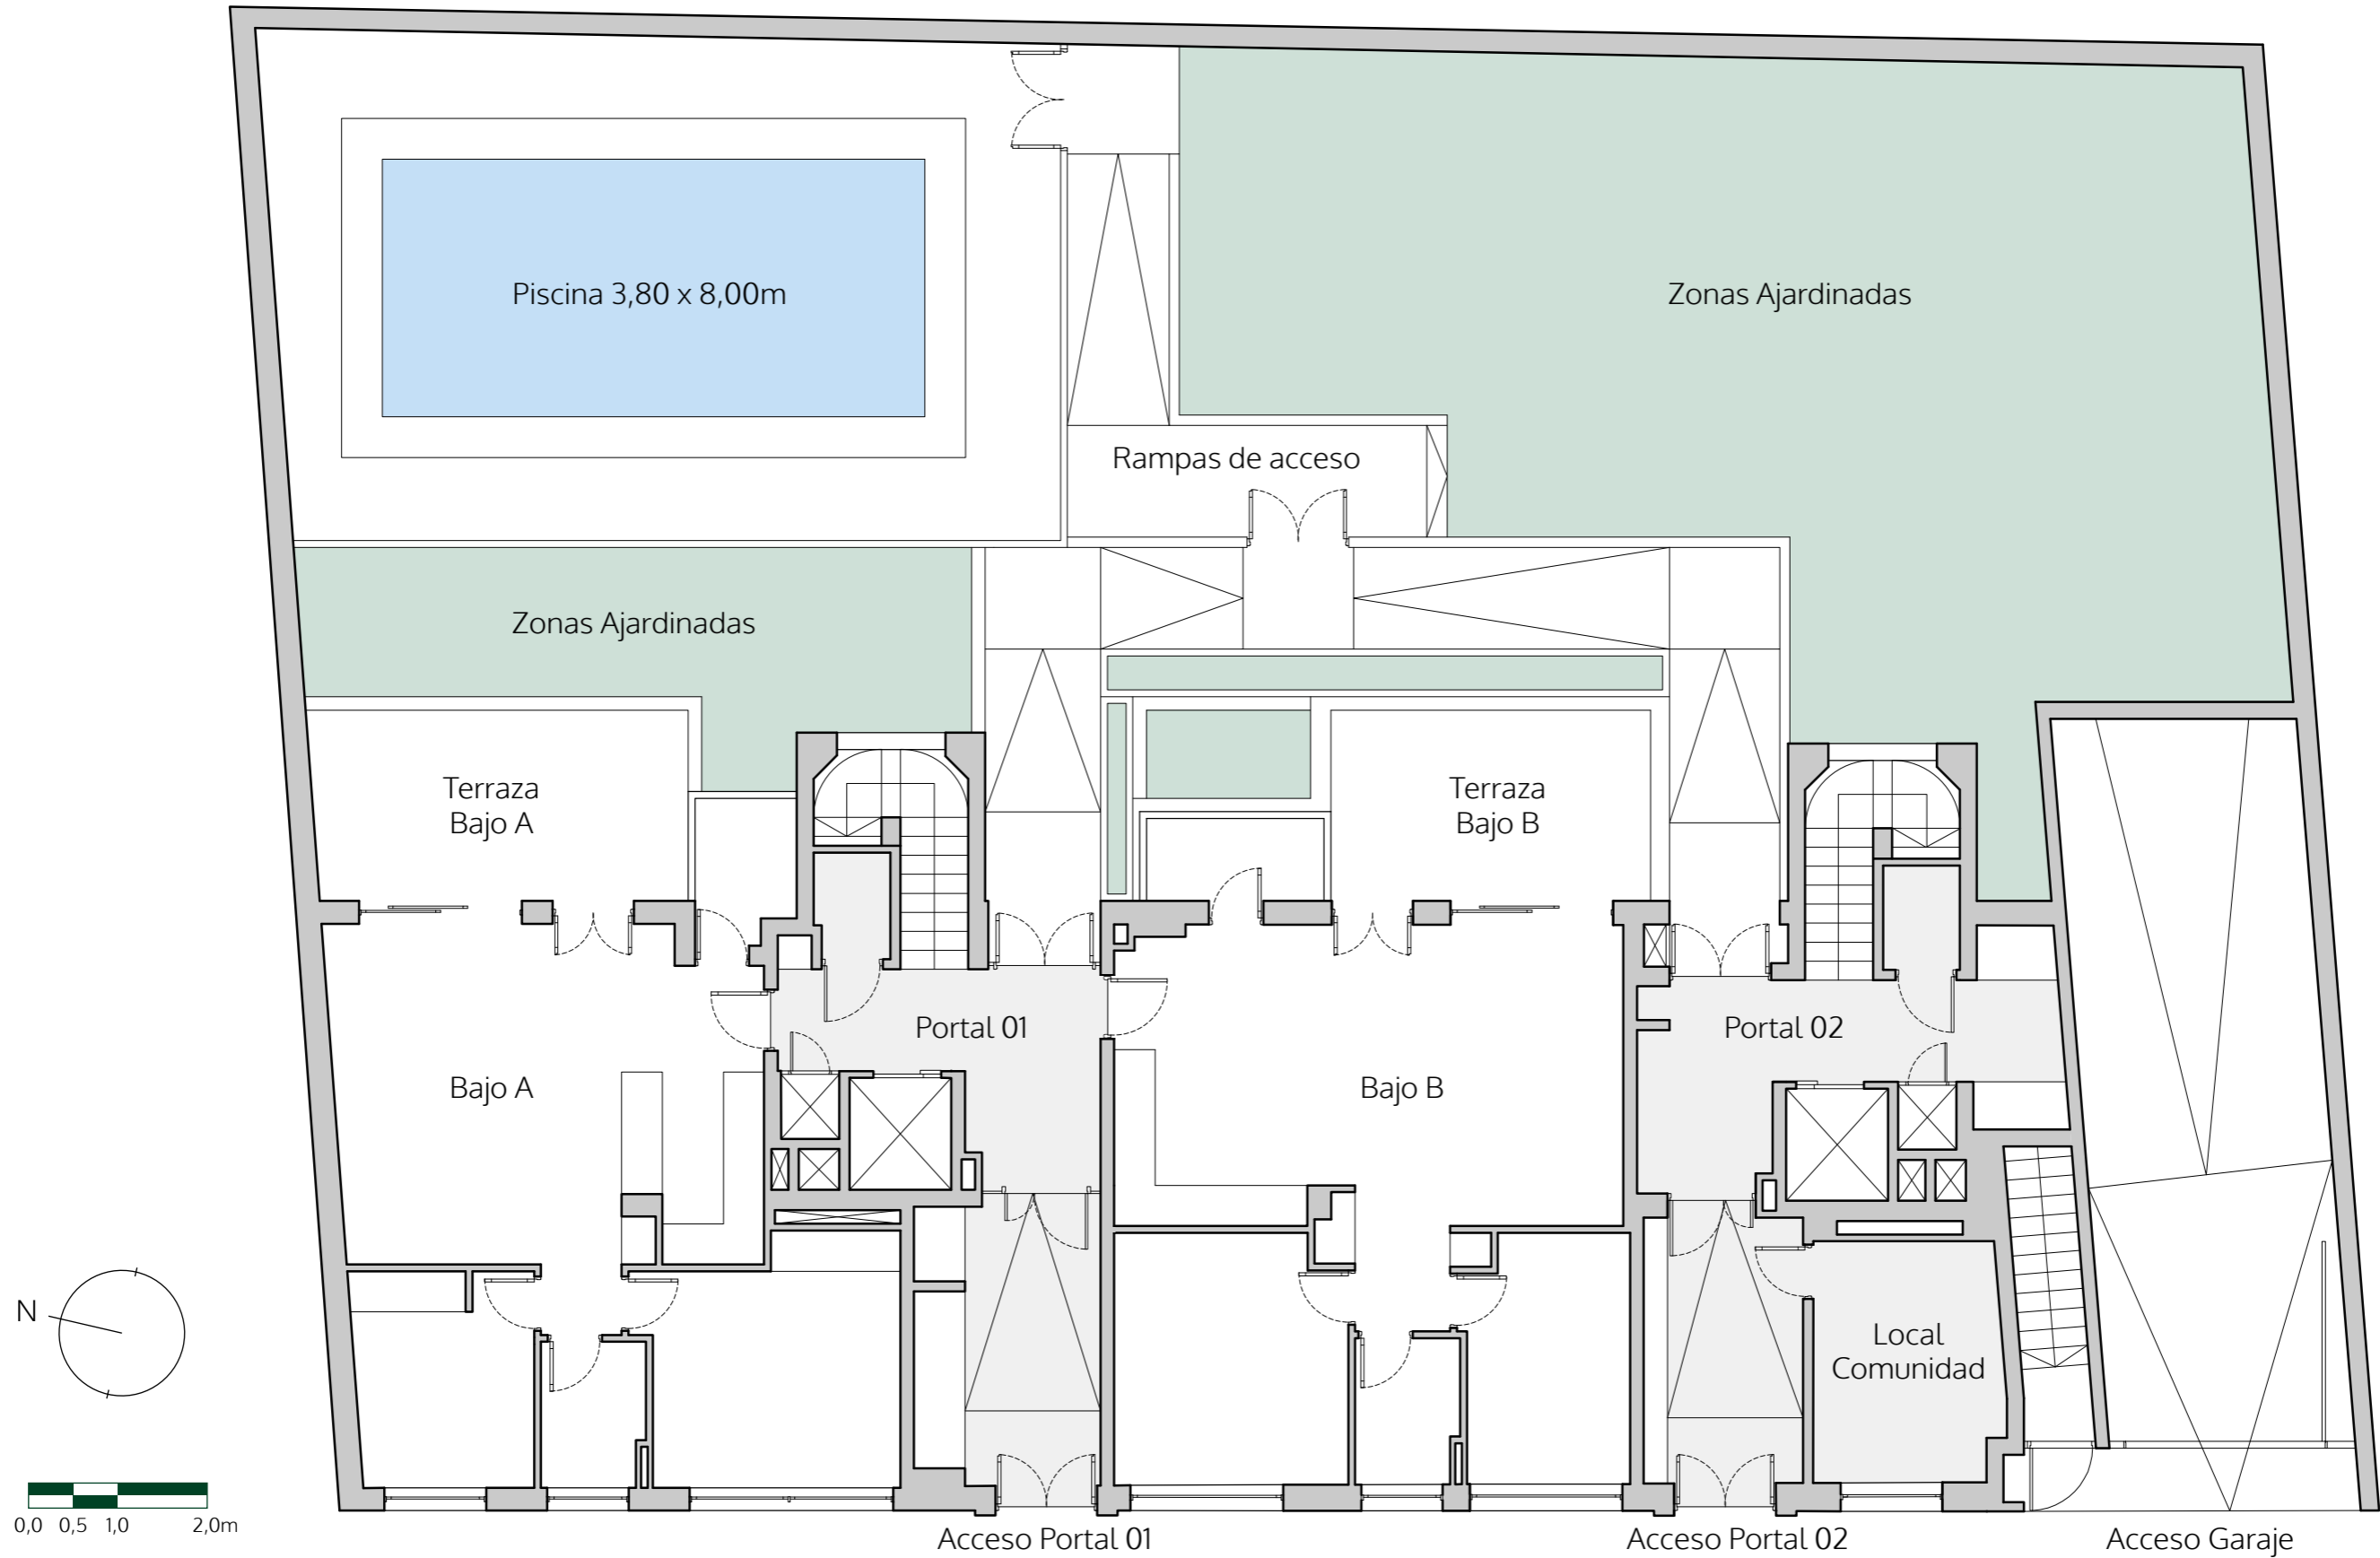 Piscina 3,80 x 8,00m
Zonas Ajardinadas
Rampas de acceso
Zonas Ajardinadas
Terraza
Bajo A
Terraza
Bajo B
Portal 01
Portal 02
Bajo A
Bajo B
N
Local
Comunidad
0,0 0,5 1,0 2,0m
Acceso Portal 01
Acceso Portal 02
Acceso Garaje